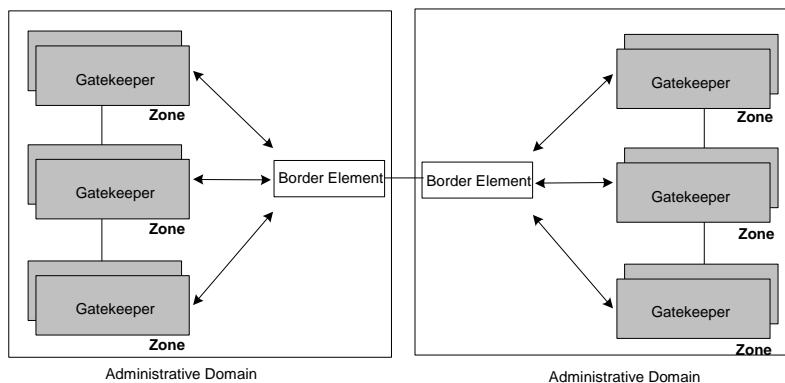 Gatekeeper
Zone
Gatekeeper
Zone
Gatekeeper
Zone
Border Element
Administrative Domain
Gatekeeper
Zone
Border Element
Gatekeeper
Zone
Gatekeeper
Zone
Administrative Domain